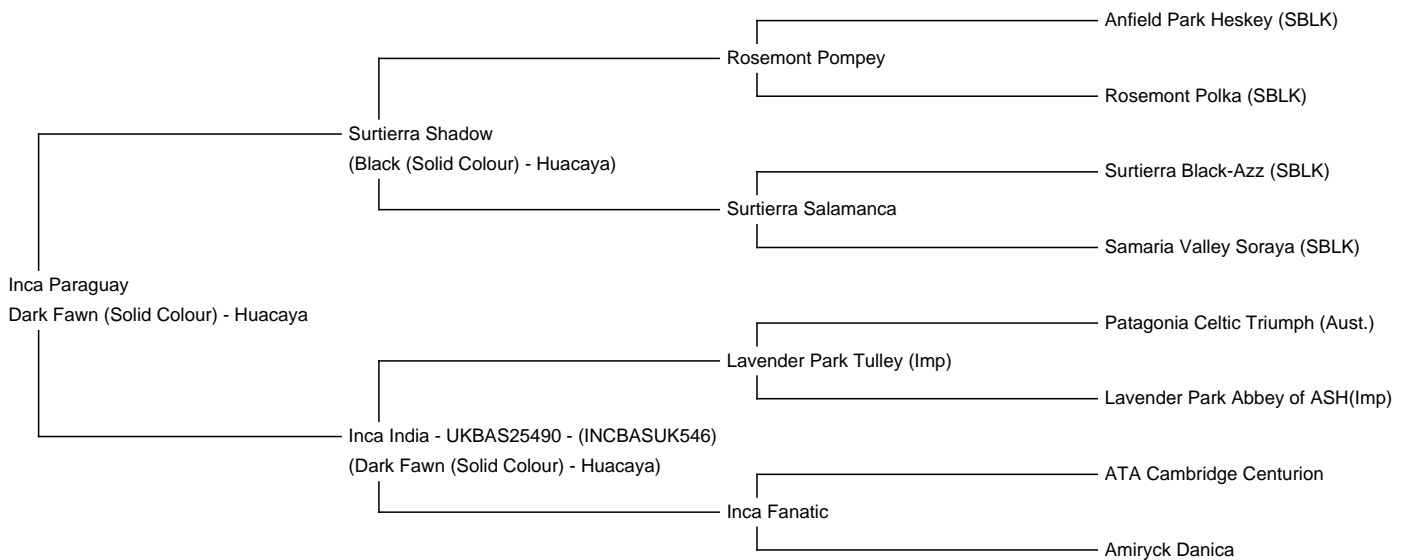 Anfield Park Heskey (SBLK)
Rosemont Pompey
Rosemont Polka (SBLK)
Surtierra Shadow
(Black (Solid Colour) - Huacaya)
Surtierra Black-Azz (SBLK)
Surtierra Salamanca
Samaria Valley Soraya (SBLK)
Inca Paraguay
Dark Fawn (Solid Colour) - Huacaya
Patagonia Celtic Triumph (Aust.)
Lavender Park Tulley (Imp)
Lavender Park Abbey of ASH(Imp)
Inca India - UKBAS25490 - (INCBASUK546)
(Dark Fawn (Solid Colour) - Huacaya)
ATA Cambridge Centurion
Inca Fanatic
Amiryck Danica